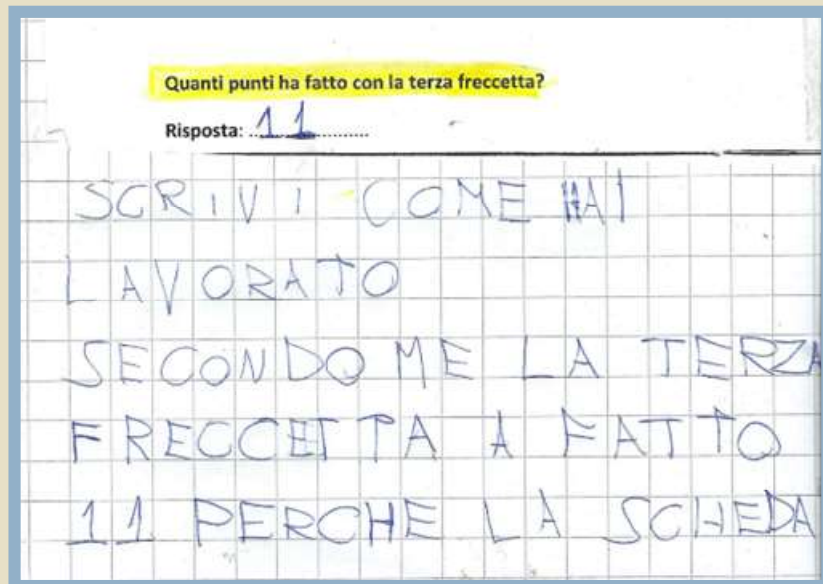 Quanti punti ha fatto con la terza freccetta?
Risposta: 11
SCRIVI COME HAI
LAVORATO
SECONDO ME LA TERZA
FRECCETTA A FATTO
11 PERCHE LA SCHEDA